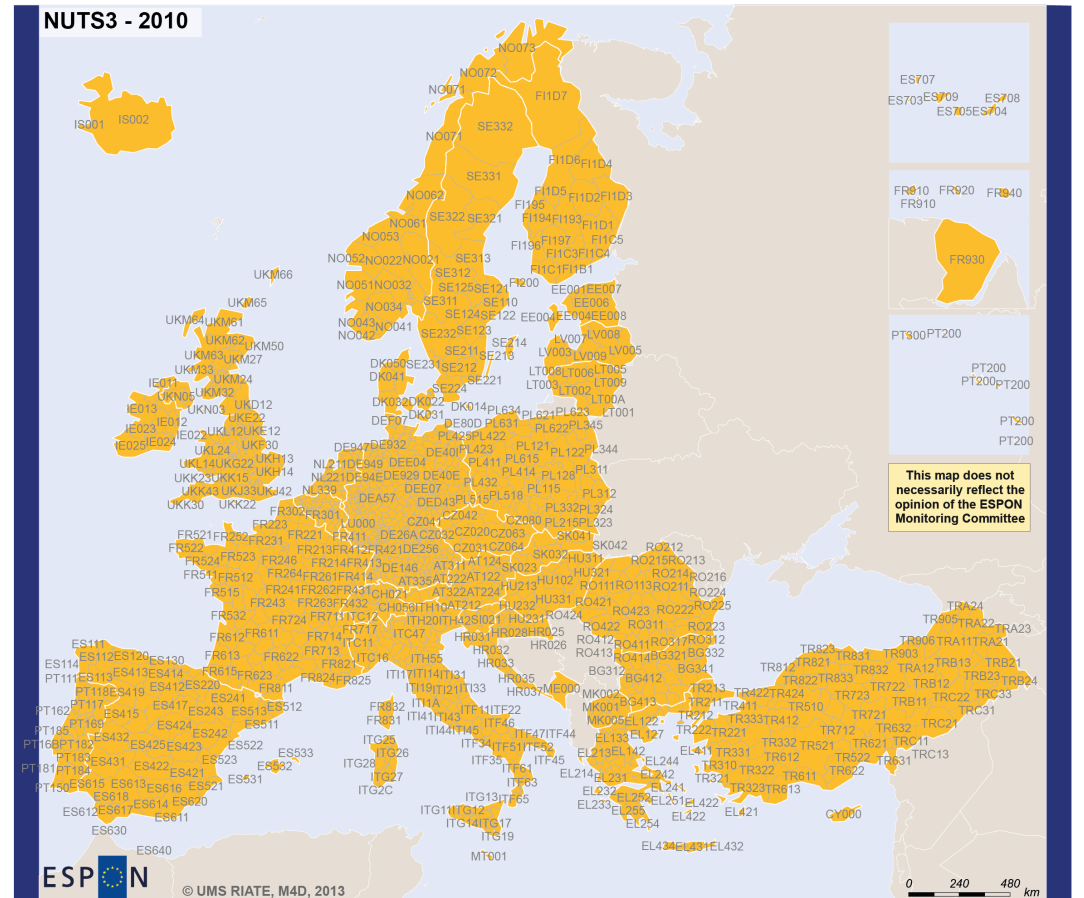 NUTS3 - 2010
NO073
NO072
NO071
FI1D7
ES707
ES703
ES709
ES708
ES705
ES704
IS001
IS002
SE332
NO071
FI1D6
FI1D4
SE331
FR910
FR920
FR940
FR910
NO062
FI1D5
FI1D2
FI1D3
FI195
SE322
SE321
FI194
FI193
NO061
FI1D1
NO053
FI196
FI197
FI1C5
FI1C3
FI1C4
NO052
NO022
NO021
SE313
FR930
UKM66
SE312
FI1C1
FI1B1
NO051
NO032
SE125
SE121
FI200
EE001
EE007
UKM65
SE311
SE110
EE006
NO034
SE124
SE122
EE004
EE004
EE008
UKM64
UKM61
NO043
NO041
NO042
SE232
SE123
LV007
LV008
PT300
PT200
UKM62
UKM50
SE214
UKM63
UKM27
SE211
SE213
LV003
LV009
LV005
DK050
SE231
SE212
UKM33
DK041
LT008
LT006
LT005
PT200
IE011
UKM24
SE221
LT003
LT009
PT200
PT200
UKN05
UKM32
SE224
LT002
LT00A
IE013
UKN03
UKD12
DK032
DK022
DK014
PL634
LT001
IE012
UKE22
DK031
PL621
PL623
DEF07
DE80D
PL631
PL622
PL345
PT200
IE023
IE022
UKL12
UKE12
PL425
PL422
IE025
IE024
UKF30
DE947
DE932
DE40I
PL423
PL121
PL122
PL344
PT200
UKL24
UKL14
UKG22
UKH13
UKH14
NL211
DE949
DEE04
PL411
PL615
PL311
This map does not
necessarily reflect the
opinion of the ESPON
Monitoring Committee
UKK23
UKK15
NL221
DE94E
DE929
DE40E
PL414
PL128
UKK43
UKJ33
UKJ42
NL339
DEA57
DEE07
PL432
PL115
PL312
UKK30
UKK22
DED43
PL515
PL518
PL332
PL324
FR302
FR301
LU000
CZ041
CZ042
CZ080
PL215
PL323
FR223
FR521
FR252
FR231
FR221
FR411
DE26A
CZ032
CZ020
CZ063
SK041
FR522
FR213
FR412
FR421
DE256
CZ031
CZ064
SK042
RO212
FR524
FR523
FR246
FR214
FR413
DE146
AT311
AT124
SK032
HU311
RO215
RO213
FR511
FR512
FR264
FR261
FR414
AT335
AT222
AT122
SK023
HU321
RO214
RO216
FR515
FR241
FR262
FR431
CH021
HU213
HU102
RO111
RO113
RO211
RO224
FR243
FR263
FR432
CH050
ITH10
AT322
AT224
AT212
HU232
HU331
RO421
RO225
FR532
FR724
FR711
ITC12
ITH20
ITH42
SI021
HU231
RO424
RO423
RO222
FR612
FR611
FR714
FR717
ITC11
ITC47
HR031
HR028
HR025
RO422
RO311
RO223
ES111
FR613
FR622
FR713
ITC16
ITH55
HR032
HR026
RO412
RO411
RO317
RO312
ES114
ES112
ES120
ES130
FR615
FR623
FR821
HR033
RO413
RO414
BG321
BG332
PT111
ES113
ES413
ES414
FR811
FR824
FR825
ITI17
ITI14
ITI31
HR035
BG312
BG412
BG341
PT118
ES419
ES412
ES220
ES241
ES512
FR832
FR831
ITI19
ITI21
ITI33
HR037
ME000
MK002
MK001
BG413
TR213
PT117
ES417
ES243
ES513
ITI1A
ITF11
ITF22
TR211
PT162
ES415
ES511
ITI41
ITI43
ITF46
MK005
EL122
TR212
PT169
ES424
ES242
ITI44
ITI45
ITF47
ITF44
EL133
EL127
TR222
TR221
PT185
ES432
ITG25
ITF34
ITF51
ITF52
EL213
EL142
PT16B
PT182
ES425
ES423
ES522
ES533
ITG26
ITF35
ITF45
EL244
EL411
PT183
ES431
ES523
ES532
ITG28
ITF61
EL214
EL231
EL242
PT181
PT184
ES422
ES421
ES531
ITG27
ITF63
EL232
EL241
PT150
ES615
ES613
ES616
ES521
ITG2C
ITG13
ITF65
EL233
EL252
EL251
EL422
ES618
ES614
ES620
ITG11
ITG12
EL255
EL422
EL421
ES612
ES617
ES611
ITG14
ITG17
EL254
ES630
ITG19
EL434
EL431
EL432
ES640
MT001
CY000
TRA24
TR905
TRA22
TRA23
TR906
TRA11
TRA21
TR823
TR831
TR903
TR812
TR821
TR832
TRA12
TRB13
TRB21
TR822
TR833
TR722
TRB12
TRB23
TRB24
TR422
TR424
TR723
TRC22
TRC33
TR411
TR510
TR721
TRC31
TR333
TR412
TR712
TR632
TRC21
TR332
TR521
TR621
TRC11
TR331
TR612
TR522
TR631
TRC13
TR310
TR322
TR611
TR622
TR321
TR323
TR613
ESPON
© UMS RIATE, M4D, 2013
0 240 480
km